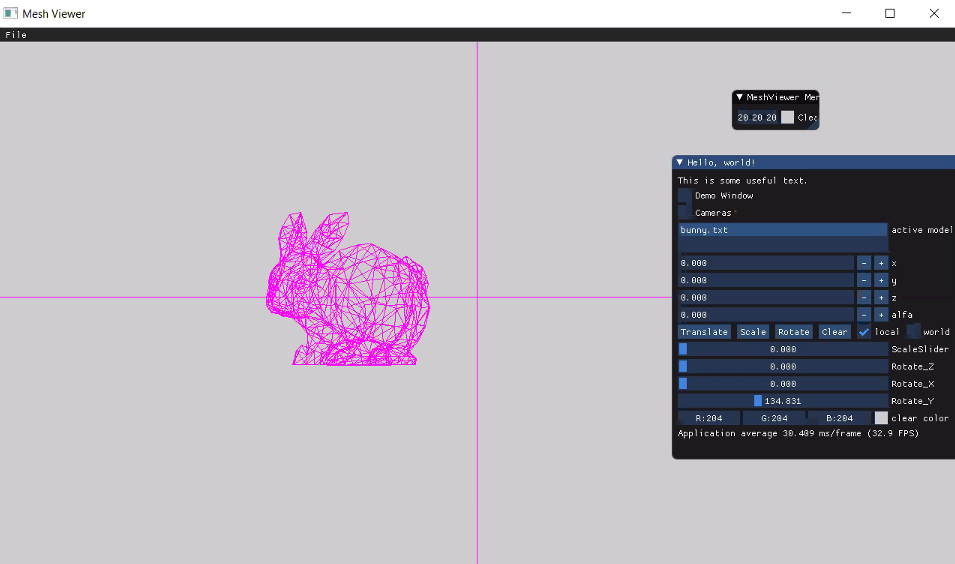 Mesh Viewer
File
MeshViewer Mer
20 20 20 Clea
Hello, world!
This is some useful text.
Demo Window
Cameras
bunny.txt active model
0.000 - + x
0.000 - + y
0.000 - + z
0.000 - + alfa
Translate Scale Rotate Clear local world
0.000 ScaleSlider
0.000 Rotate_Z
0.000 Rotate_X
134.831 Rotate_Y
R:204 G:204 B:204 clear color
Application average 30.409 ms/frame (32.9 FPS)